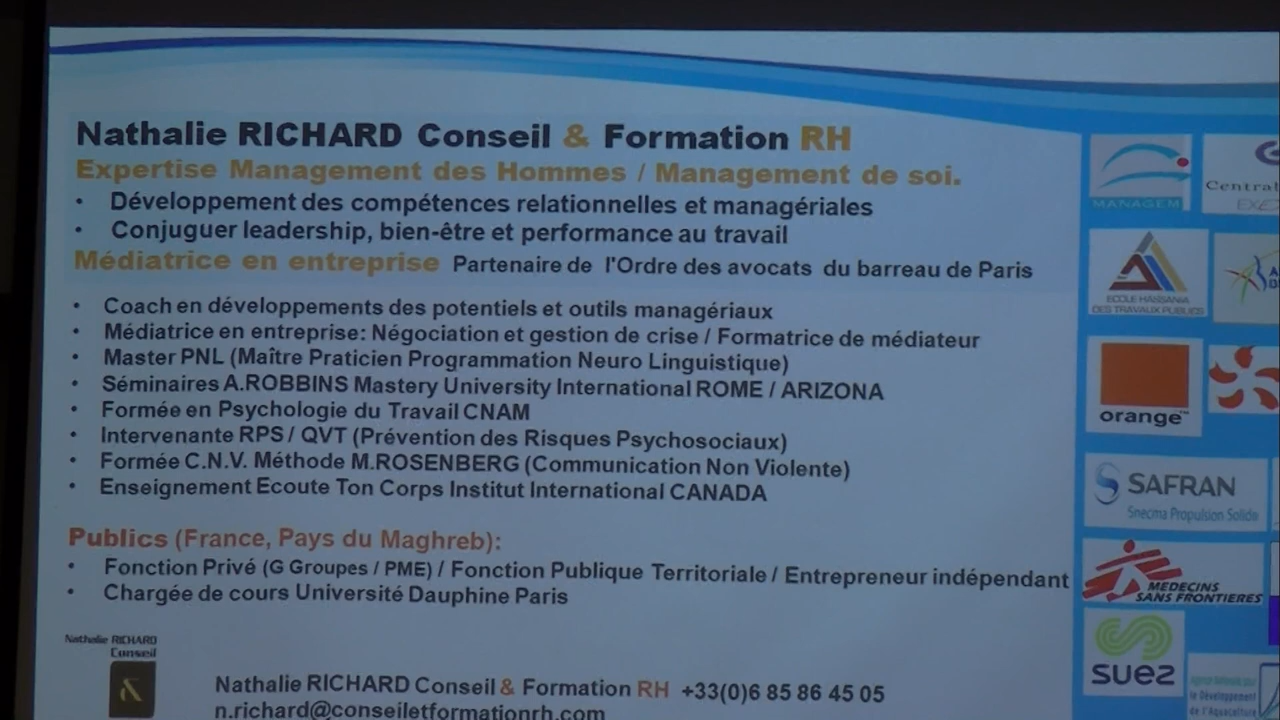 Nathalie RICHARD Conseil & Formation RH
Expertise Management des Hommes / Management de soi.
• Développement des compétences relationnelles et managériales
• Conjuguer leadership, bien-être et performance au travail
Médiatrice en entreprise Partenaire de l'Ordre des avocats du barreau de Paris
• Coach en développements des potentiels et outils managériaux
• Médiatrice en entreprise: Négociation et gestion de crise / Formatrice de médiateur
• Master PNL (Maître Praticien Programmation Neuro Linguistique)
• Séminaires A.ROBBINS Mastery University International ROME / ARIZONA
• Formée en Psychologie du Travail CNAM
• Intervenante RPS / QVT (Prévention des Risques Psychosociaux)
• Formée C.N.V. Méthode M.ROSENBERG (Communication Non Violente)
• Enseignement Ecoute Ton Corps Institut International CANADA
Publics (France, Pays du Maghreb):
• Fonction Privé (G Groupes / PME) / Fonction Publique Territoriale / Entrepreneur indépendant
• Chargée de cours Université Dauphine Paris
Nathalie RICHARD
Conseil
&
Nathalie RICHARD Conseil & Formation RH +33(0)6 85 86 45 05
n.richard@conseiletformationrh.com
MANAGEM
Central
ECOLE HASSANIA
DES TRAVAUX PUBLICS
orange™
SAFRAN
Snecma Propulsion Solide
MEDECINS
SANS FRONTIERES
suez
le Développement
de l'Aquaculture